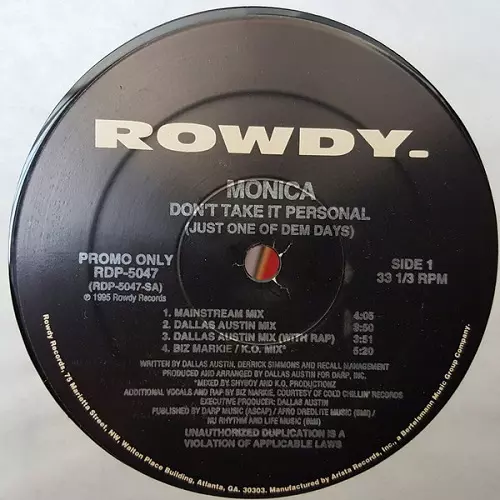 ROWDY.
MONICA
DON'T TAKE IT PERSONAL
(JUST ONE OF DEM DAYS)
PROMO ONLY
RDP-5047
(RDP-5047-SA)
℗ 1995 Rowdy Records
SIDE 1
33 1/3 RPM
1. MAINSTREAM MIX 4:05
2. DALLAS AUSTIN MIX 3:50
3. DALLAS AUSTIN MIX (WITH RAP) 3:51
4. BIZ MARKIE / K.O. MIX* 5:20
WRITTEN BY DALLAS AUSTIN, DERRICK SIMMONS AND RECALL MANAGEMENT
PRODUCED AND ARRANGED BY DALLAS AUSTIN FOR DARP, INC.
*MIXED BY SHYBOY AND K.O. PRODUCTIONZ
ADDITIONAL VOCALS AND RAP BY BIZ MARKIE, COURTESY OF COLD CHILLIN' RECORDS
EXECUTIVE PRODUCER: DALLAS AUSTIN
PUBLISHED BY DARP MUSIC (ASCAP) / AFRO DREDLITE MUSIC (BMI) /
NU RHYTHM AND LIFE MUSIC (BMI)
UNAUTHORIZED DUPLICATION IS A
VIOLATION OF APPLICABLE LAWS
Rowdy Records, 75 Marietta Street, NW, Walton Place Building, Atlanta, GA. 30303. Manufactured by Arista Records, Inc., a Bertelsmann Music Group Company.